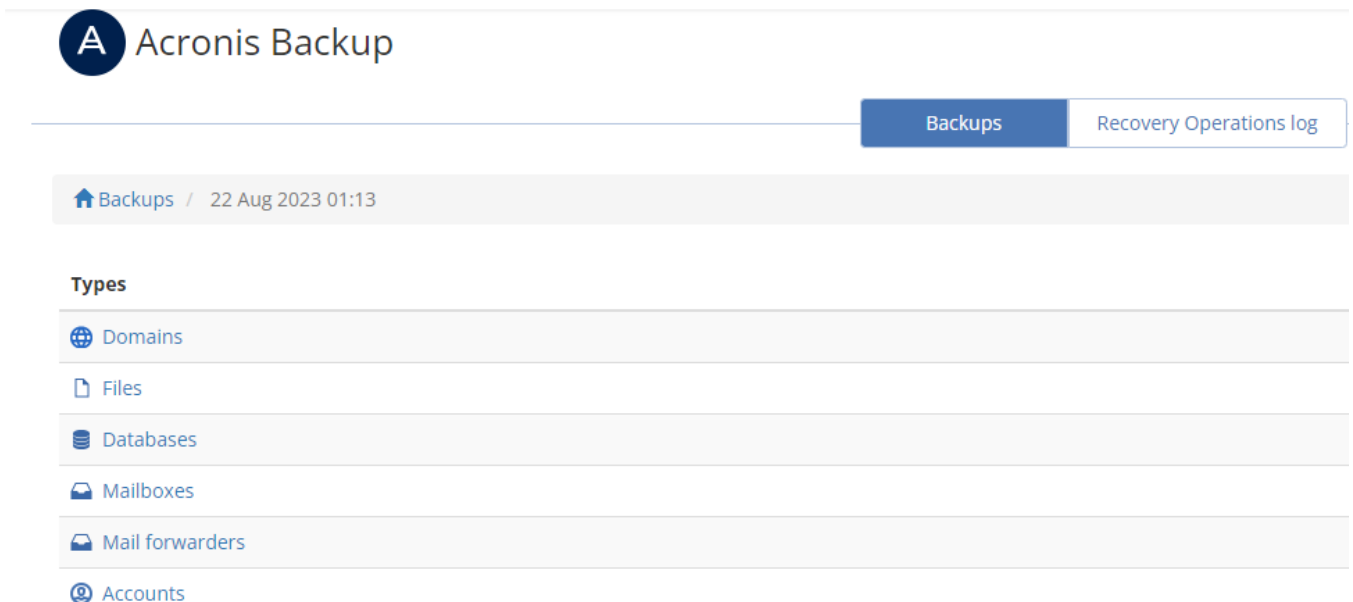 Acronis Backup
Backups Recovery Operations log
Backups / 22 Aug 2023 01:13
Types
Domains
Files
Databases
Mailboxes
Mail forwarders
Accounts